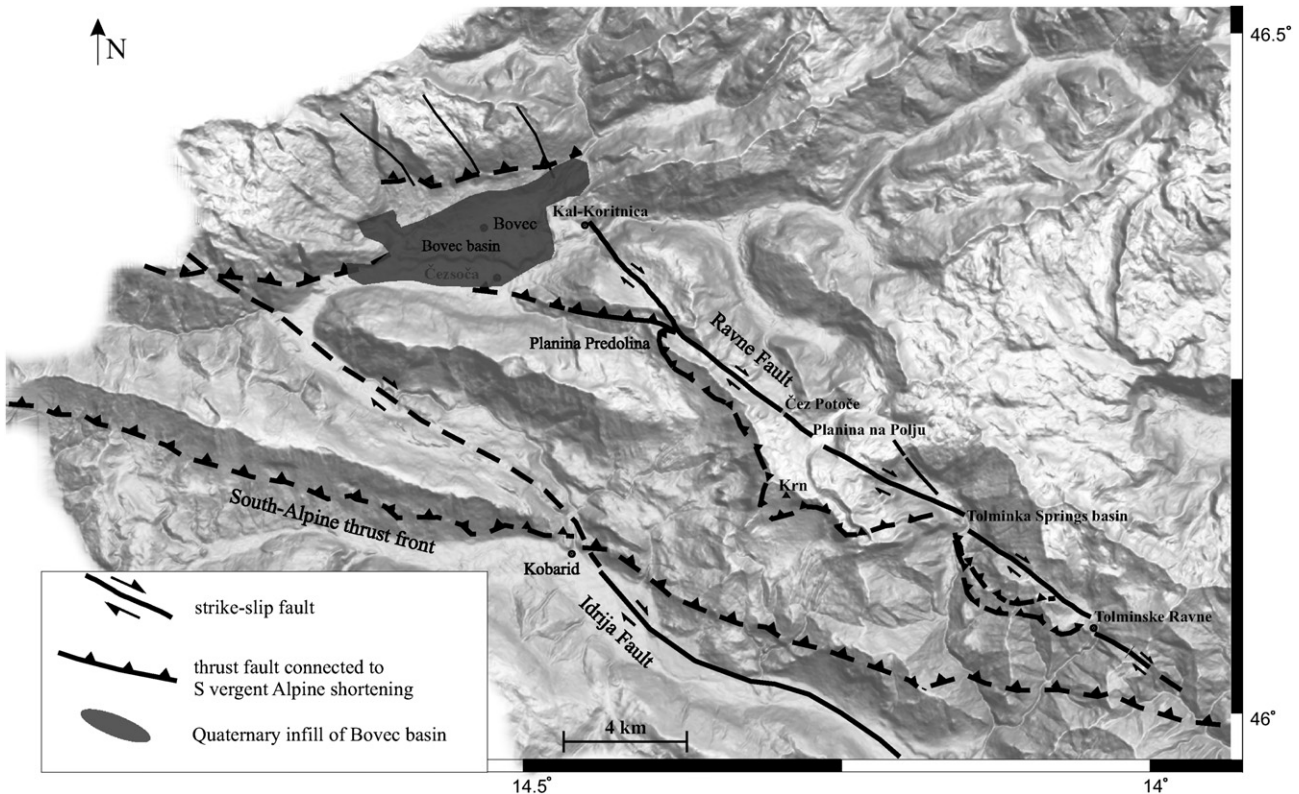 N
46.5°
Kal-Koritnica
Bovec
Bovec basin
Čezsoča
Planina Predolina
Ravne Fault
Čez Potoče
Planina na Polju
Krn
Tolminka Springs basin
South-Alpine thrust front
Kobarid
Idrija Fault
Tolminske Ravne
strike-slip fault
thrust fault connected to
S vergent Alpine shortening
Quaternary infill of Bovec basin
4 km
46°
14.5°
14°